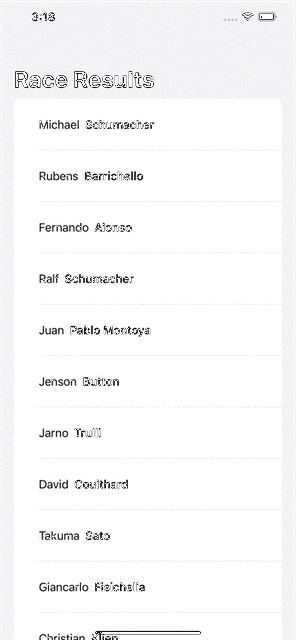 3:18
Race Results
Michael Schumacher
Rubens Barrichello
Fernando Alonso
Ralf Schumacher
Juan Pablo Montoya
Jenson Button
Jarno Trulli
David Coulthard
Takuma Sato
Giancarlo Fisichella
Christian Klien